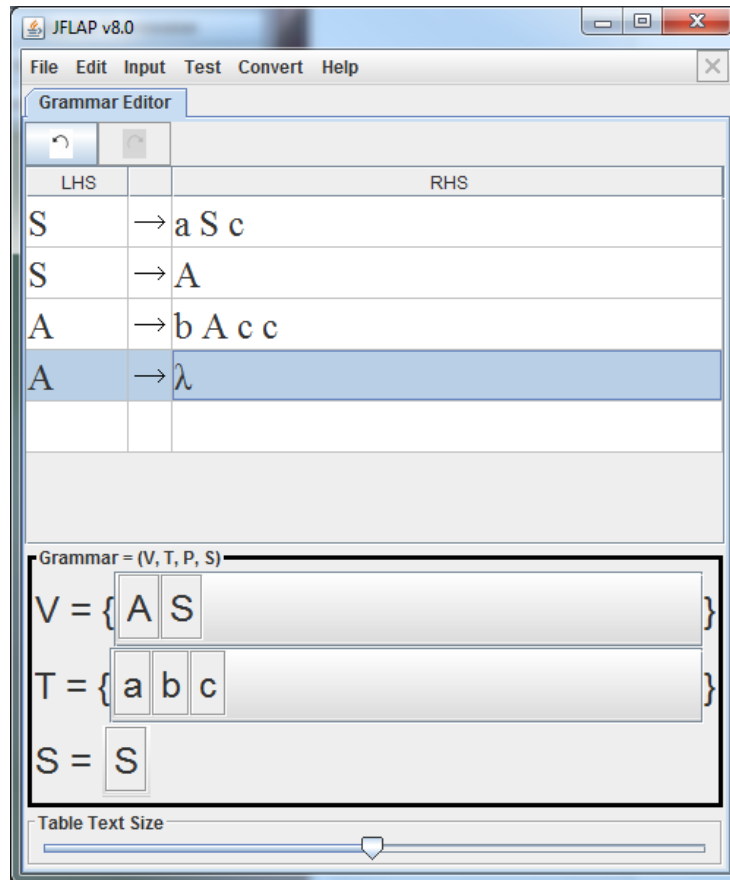 JFLAP v8.0
File Edit Input Test Convert Help
Grammar Editor
LHS RHS
S → a S c
S → A
A → b A c c
A → λ
Grammar = (V, T, P, S)
V = { A S }
T = { a b c }
S = S
Table Text Size